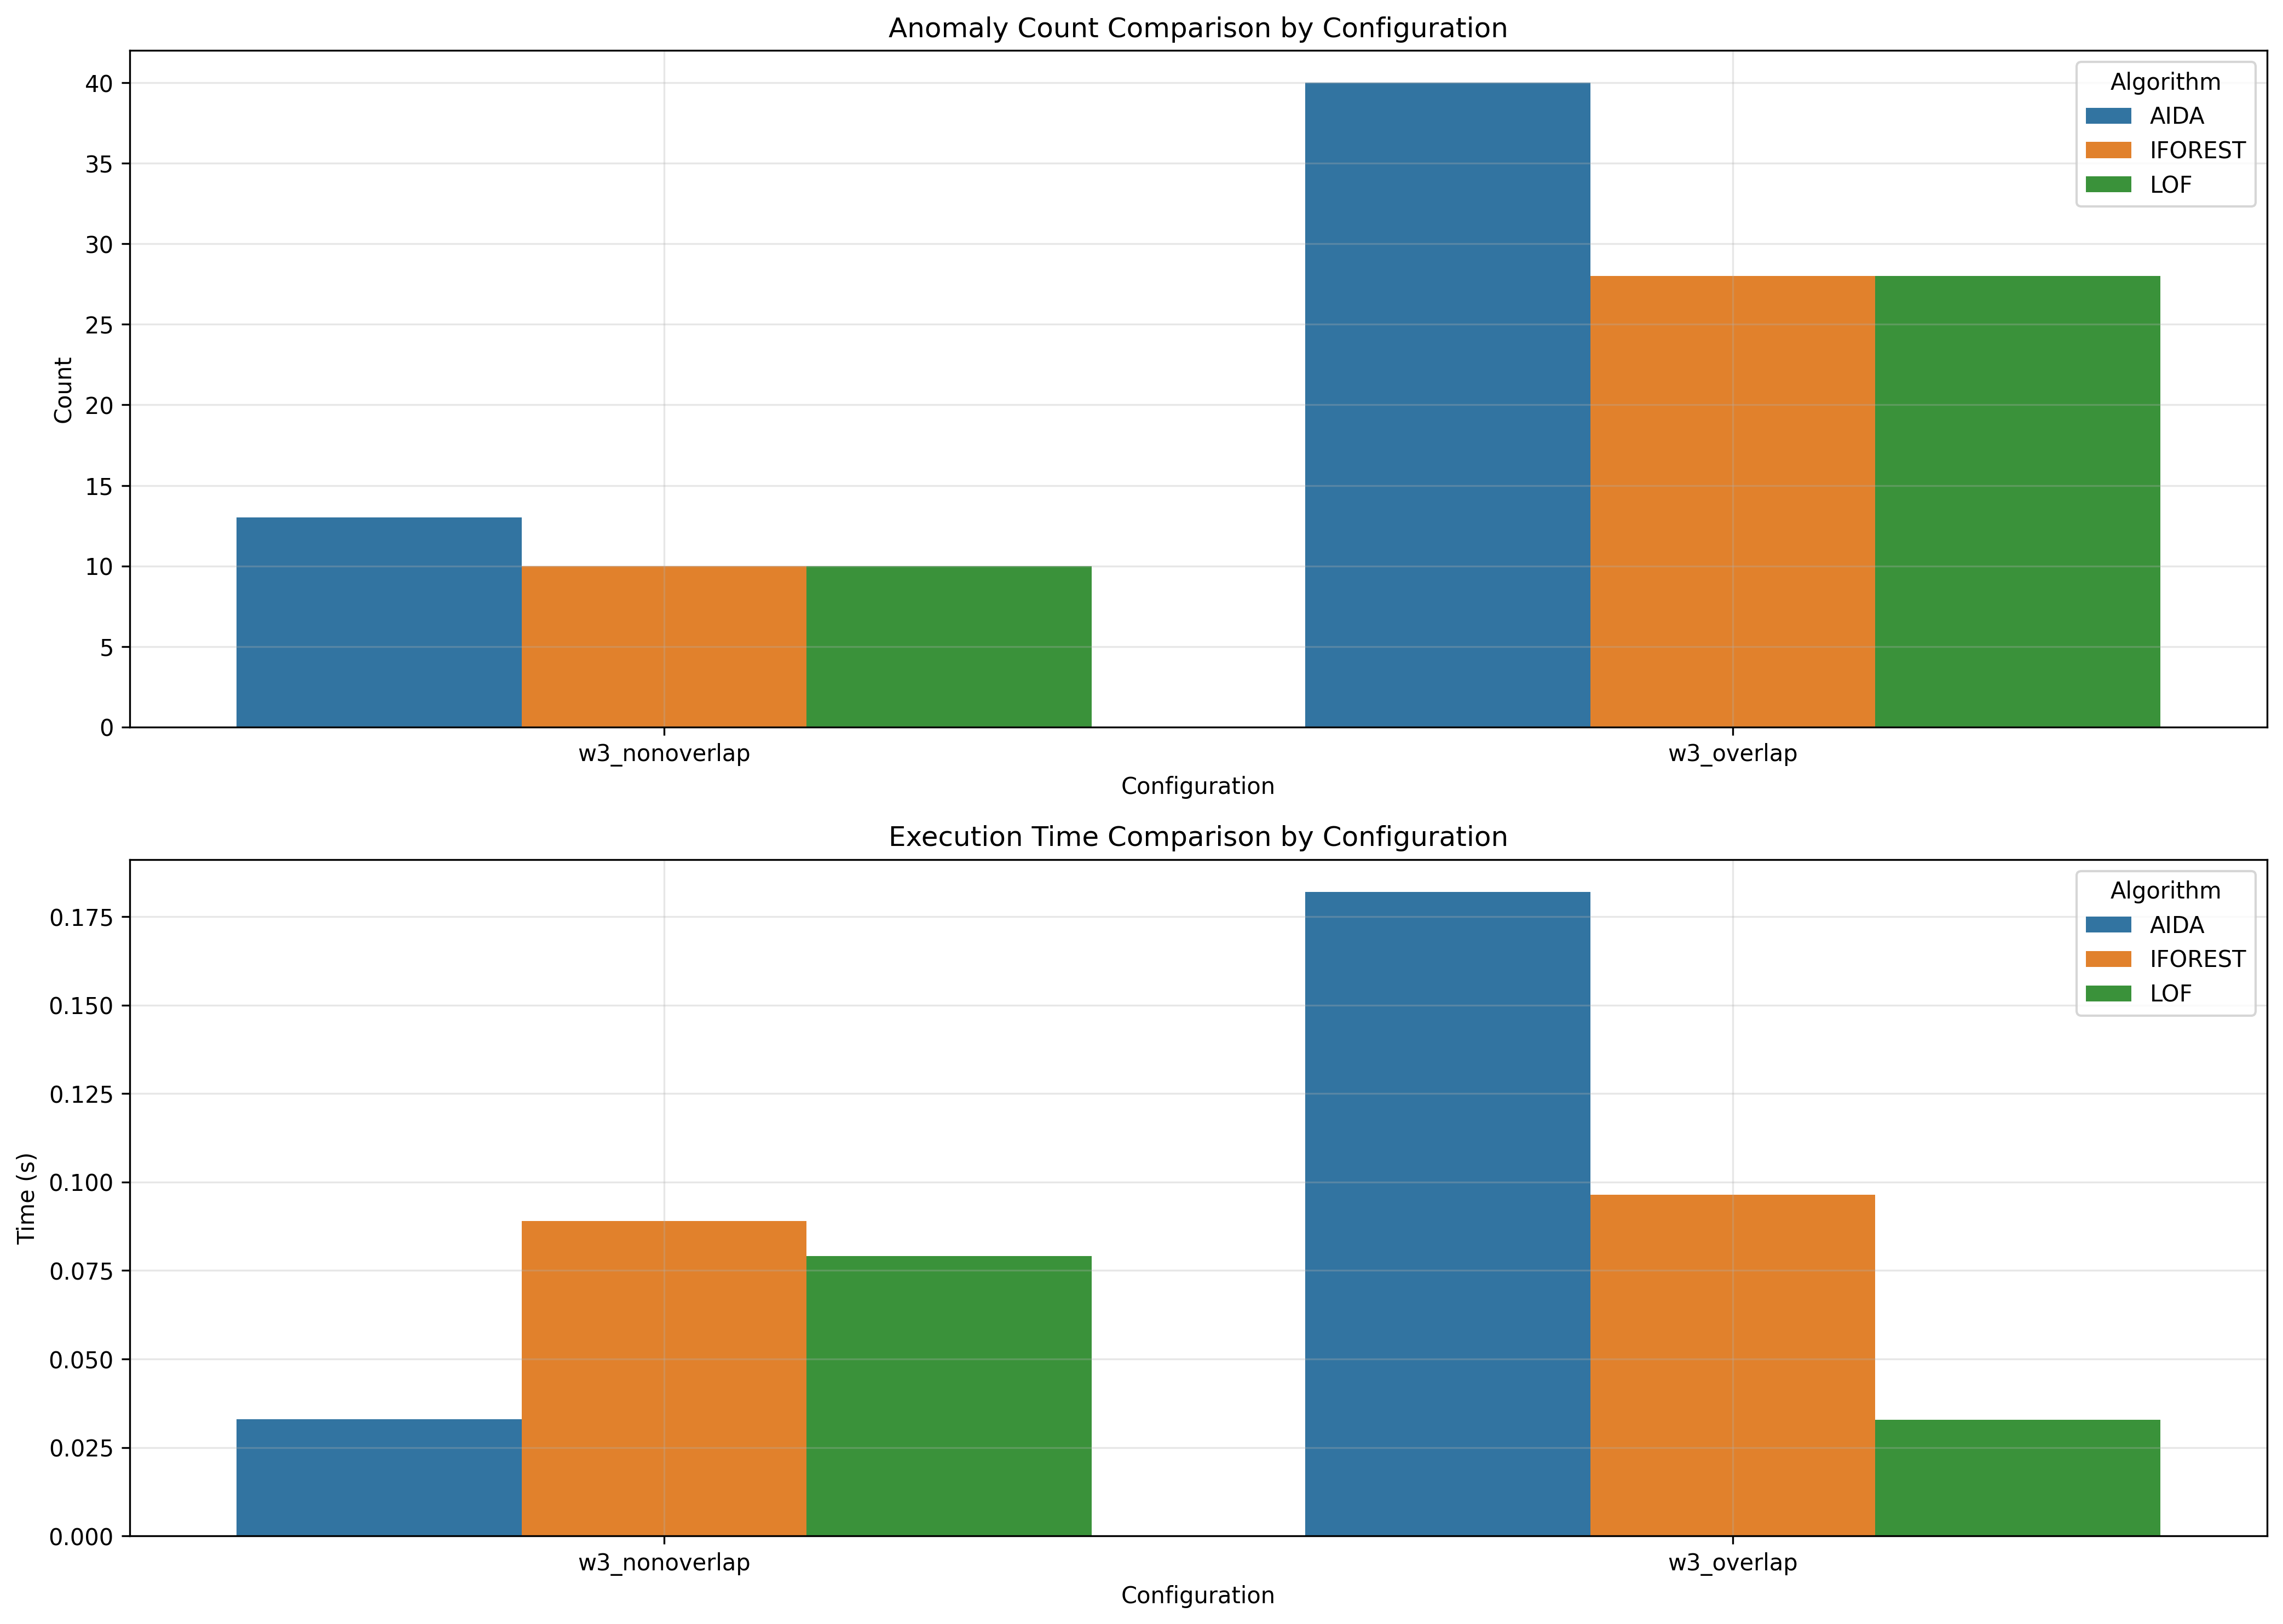 Anomaly Count Comparison by Configuration
40
35
30
25
20
15
10
5
0
Count
Algorithm
AIDA
IFOREST
LOF
w3_nonoverlap
w3_overlap
Configuration
Execution Time Comparison by Configuration
0.175
0.150
0.125
0.100
0.075
0.050
0.025
0.000
Time (s)
Algorithm
AIDA
IFOREST
LOF
w3_nonoverlap
w3_overlap
Configuration